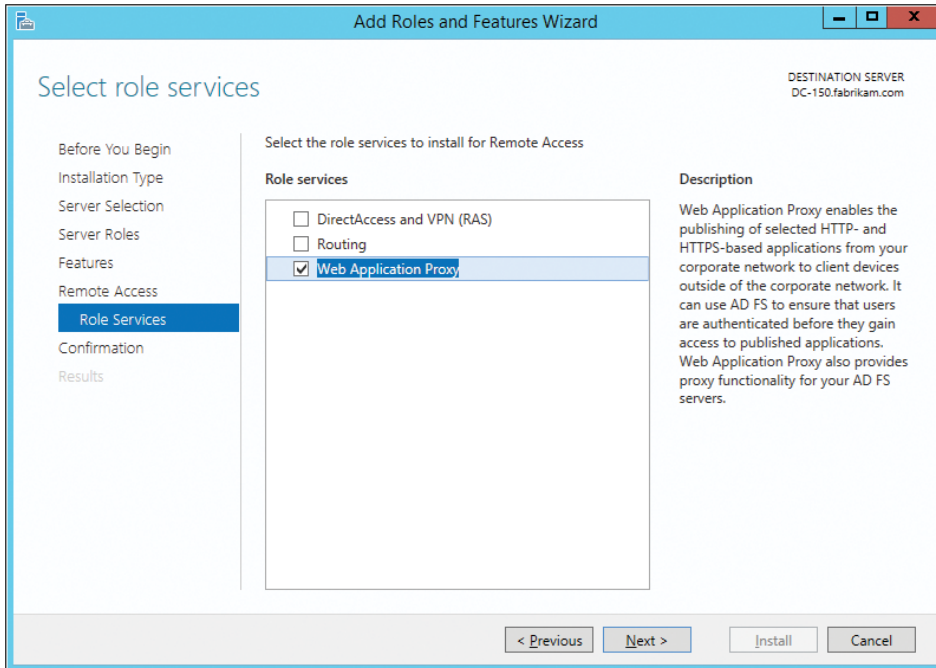 Add Roles and Features Wizard
Select role services
DESTINATION SERVER
DC-150.fabrikam.com
Before You Begin
Installation Type
Server Selection
Server Roles
Features
Remote Access
Role Services
Confirmation
Results
Select the role services to install for Remote Access
Role services
DirectAccess and VPN (RAS)
Routing
Web Application Proxy
Description
Web Application Proxy enables the
publishing of selected HTTP- and
HTTPS-based applications from your
corporate network to client devices
outside of the corporate network. It
can use AD FS to ensure that users
are authenticated before they gain
access to published applications.
Web Application Proxy also provides
proxy functionality for your AD FS
servers.
< Previous
Next >
Install
Cancel